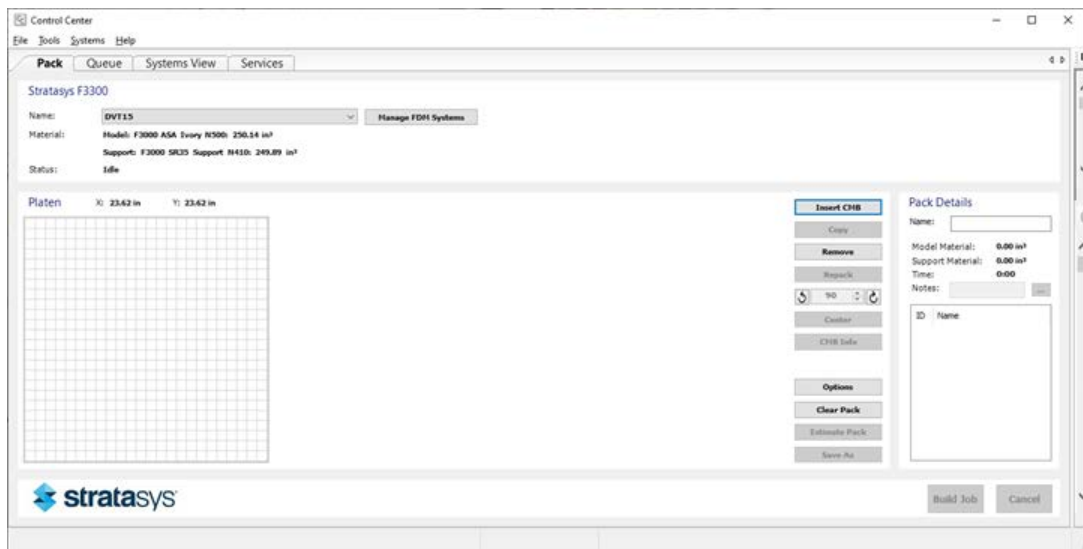 Control Center
File Tools Systems Help
Pack Queue Systems View Services
Stratasys F3300
Name: DVT15 Manage FDM Systems
Material: Model: F3000 ASA Ivory N500: 250.14 in³
Support: F3000 SR35 Support N410: 249.89 in³
Status: Idle
Platen X: 23.62 in Y: 23.62 in
Insert CMB
Copy
Remove
Repack
90
Center
CMB Info
Options
Clear Pack
Estimate Pack
Save As
Pack Details
Name:
Model Material: 0.00 in³
Support Material: 0.00 in³
Time: 0:00
Notes: ...
ID Name
stratasys
Build Job Cancel